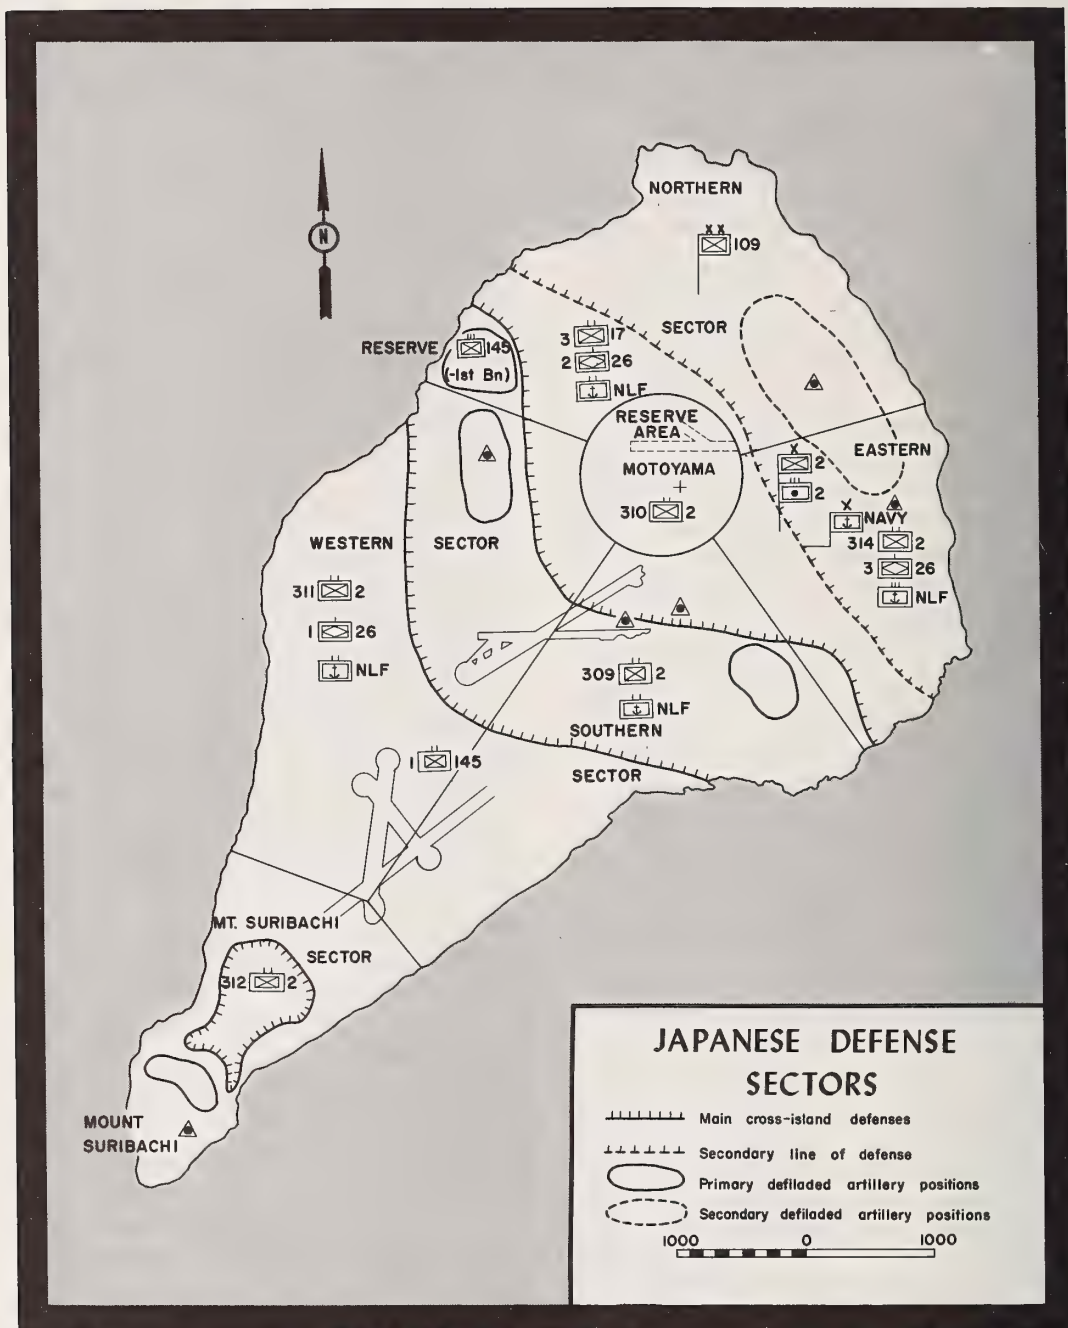 NORTHERN
XX
109
N
3 17
SECTOR
RESERVE 145
2 26
(-1st Bn)
NLF
RESERVE
AREA
EASTERN
X
2
MOTOYAMA
2
310 2
X
NAVY
WESTERN SECTOR
314 2
3 26
311 2
NLF
1 26
NLF
309 2
NLF
SOUTHERN
1 145
SECTOR
MT. SURIBACHI
SECTOR
312 2
MOUNT
SURIBACHI
JAPANESE DEFENSE
SECTORS
Main cross-island defenses
Secondary line of defense
Primary defiladed artillery positions
Secondary defiladed artillery positions
1000 0 1000